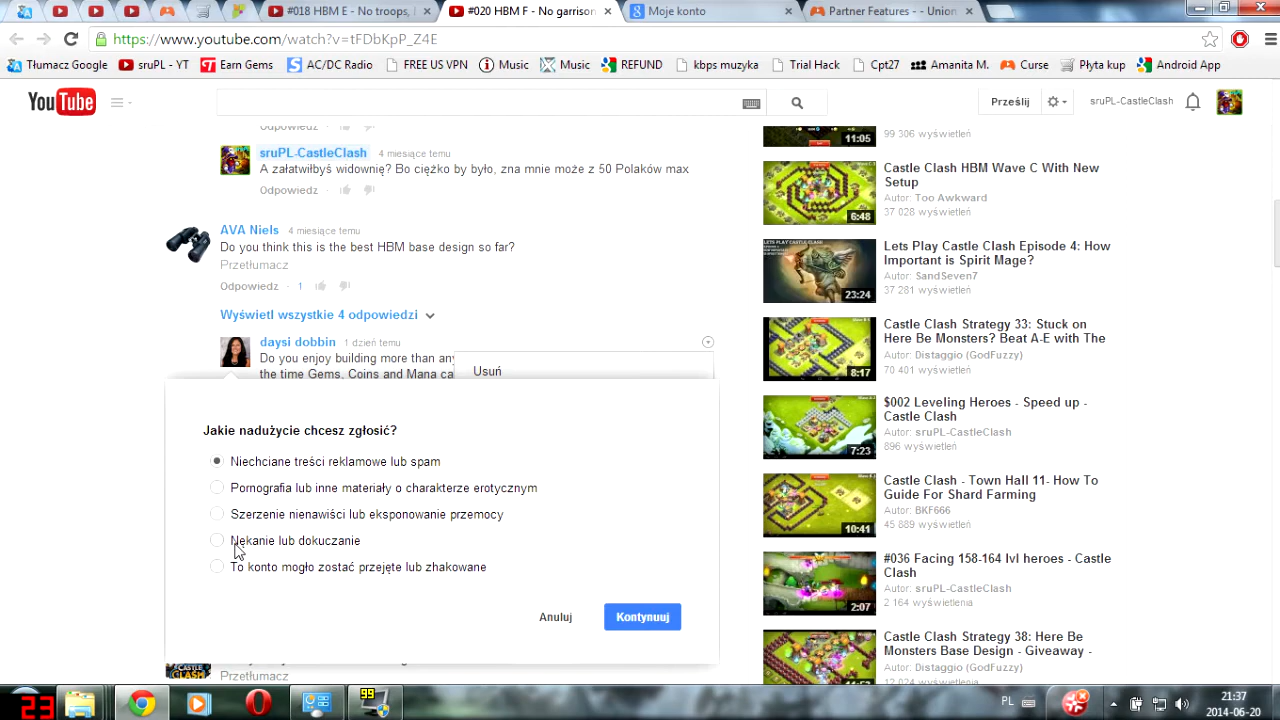 #018 HBM E - No troops,
#020 HBM F - No garrison
Moje konto
Partner Features - - Union
https://www.youtube.com/watch?v=tFDbKpP_Z4E
Tłumacz Google
sruPL - YT
Earn Gems
AC/DC Radio
FREE US VPN
Music
Music
REFUND
kbps muzyka
Trial Hack
Cpt27
Amanita M.
Curse
Płyta kup
Android App
YouTube
Prześlij
sruPL-CastleClash
Odpowiedz
sruPL-CastleClash 4 miesiące temu
A załatwiłbyś widownię? Bo ciężko by było, zna mnie może z 50 Polaków max
Odpowiedz
AVA Niels 4 miesiące temu
Do you think this is the best HBM base design so far?
Przetłumacz
Odpowiedz · 1
Wyświetl wszystkie 4 odpowiedzi
daysi dobbin 1 dzień temu
Do you enjoy building more than any
the time Gems, Coins and Mana ca
Usuń
Jakie nadużycie chcesz zgłosić?
Niechciane treści reklamowe lub spam
Pornografia lub inne materiały o charakterze erotycznym
Szerzenie nienawiści lub eksponowanie przemocy
Nękanie lub dokuczanie
To konto mogło zostać przejęte lub zhakowane
Anuluj
Kontynuuj
CASTLE
CLASH
Przetłumacz
11:05
99 306 wyświetleń
6:48
Castle Clash HBM Wave C With New
Setup
Autor: Too Awkward
37 028 wyświetleń
LETS PLAY CASTLE CLASH
23:24
Lets Play Castle Clash Episode 4: How
Important is Spirit Mage?
Autor: SandSeven7
37 281 wyświetleń
8:17
Castle Clash Strategy 33: Stuck on
Here Be Monsters? Beat A-E with The
Autor: Distaggio (GodFuzzy)
70 401 wyświetleń
7:23
$002 Leveling Heroes - Speed up -
Castle Clash
Autor: sruPL-CastleClash
896 wyświetleń
10:41
Castle Clash - Town Hall 11- How To
Guide For Shard Farming
Autor: BKF666
45 889 wyświetleń
2:07
#036 Facing 158-164 lvl heroes - Castle
Clash
Autor: sruPL-CastleClash
2 164 wyświetlenia
Castle Clash Strategy 38: Here Be
Monsters Base Design - Giveaway -
Autor: Distaggio (GodFuzzy)
12 024 wyświetlenia
23
99
PL
21:37
2014-06-20